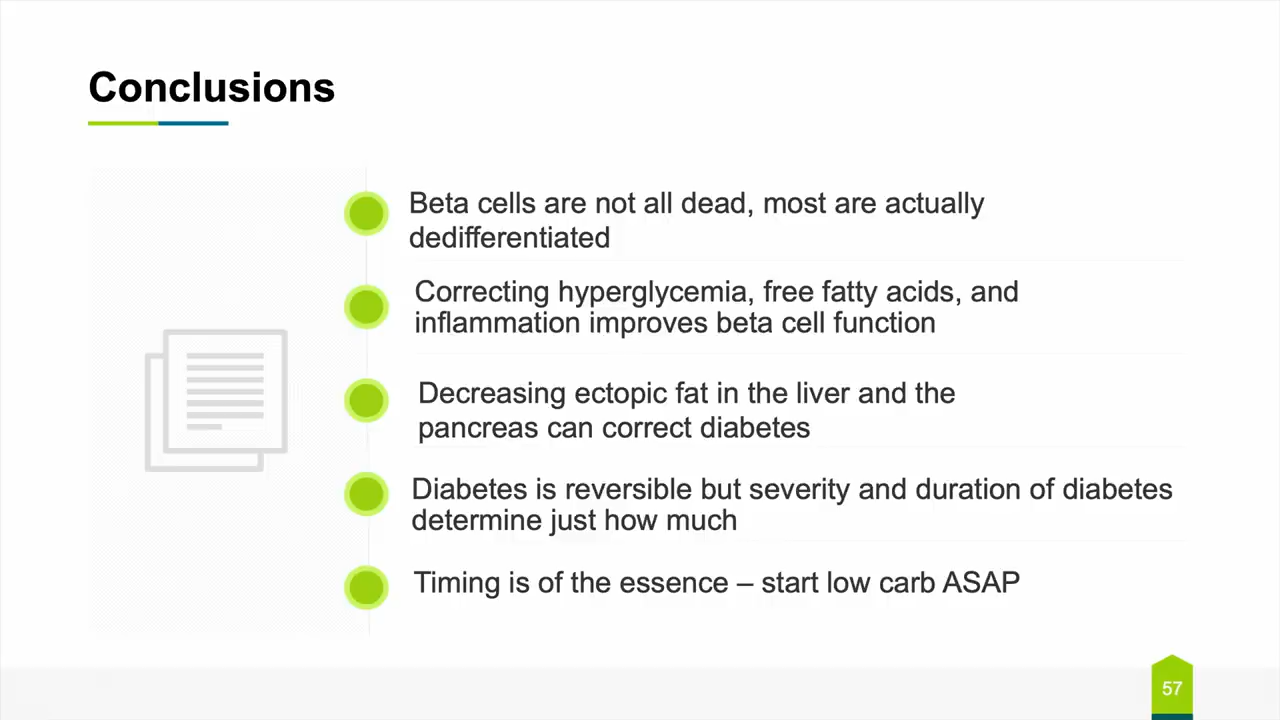 Conclusions
Beta cells are not all dead, most are actually
dedifferentiated
Correcting hyperglycemia, free fatty acids, and
inflammation improves beta cell function
Decreasing ectopic fat in the liver and the
pancreas can correct diabetes
Diabetes is reversible but severity and duration of diabetes
determine just how much
Timing is of the essence – start low carb ASAP
57